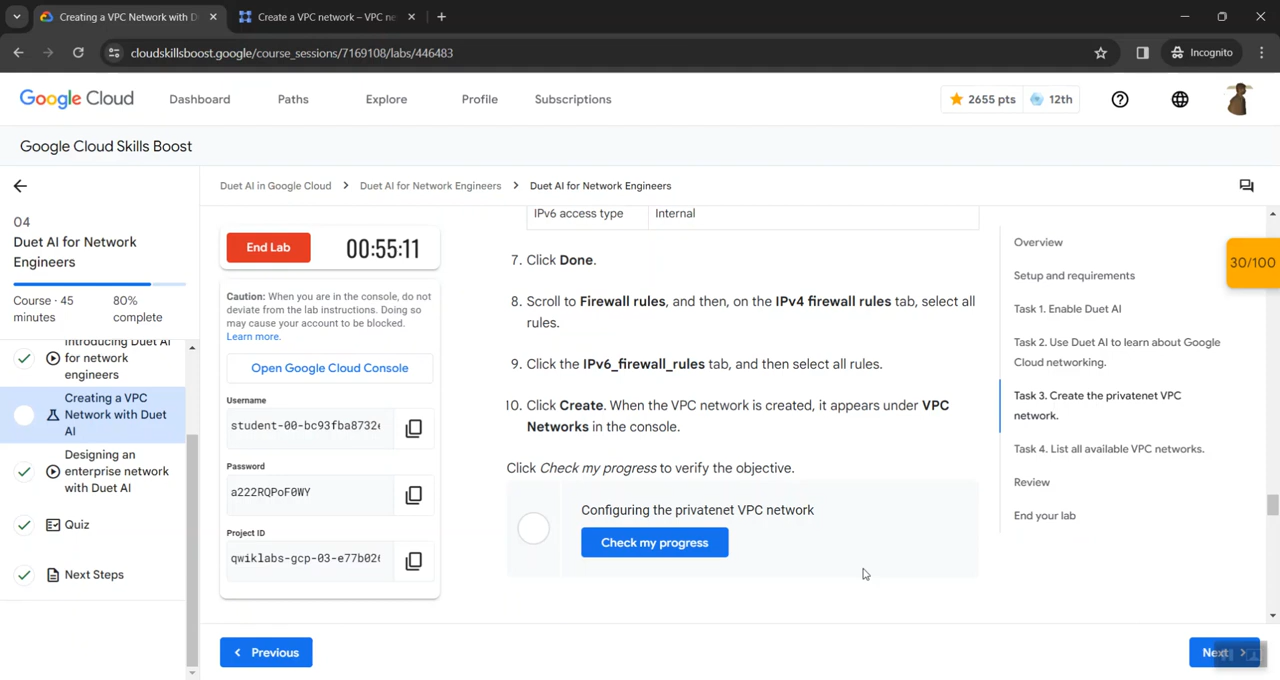 Creating a VPC Network with D
Create a VPC network – VPC ne
cloudskillsboost.google/course_sessions/7169108/labs/446483
Incognito
Google Cloud
Dashboard
Paths
Explore
Profile
Subscriptions
2655 pts
12th
Google Cloud Skills Boost
04
Duet AI for Network
Engineers
Course · 45
minutes
80%
complete
Introducing Duet AI
for network
engineers
Creating a VPC
Network with Duet
AI
Designing an
enterprise network
with Duet AI
Quiz
Next Steps
Duet AI in Google Cloud
Duet AI for Network Engineers
Duet AI for Network Engineers
End Lab
00:55:11
Caution: When you are in the console, do not
deviate from the lab instructions. Doing so
may cause your account to be blocked.
Learn more.
Open Google Cloud Console
Username
student-00-bc93fba8732e
Password
a222RQPoF0WY
Project ID
qwiklabs-gcp-03-e77b026
IPv6 access type
Internal
7. Click Done.
8. Scroll to Firewall rules, and then, on the IPv4 firewall rules tab, select all
rules.
9. Click the IPv6_firewall_rules tab, and then select all rules.
10. Click Create. When the VPC network is created, it appears under VPC
Networks in the console.
Click Check my progress to verify the objective.
Configuring the privatenet VPC network
Check my progress
Overview
Setup and requirements
Task 1. Enable Duet AI
Task 2. Use Duet AI to learn about Google
Cloud networking.
Task 3. Create the privatenet VPC
network.
Task 4. List all available VPC networks.
Review
End your lab
30/100
Previous
Next